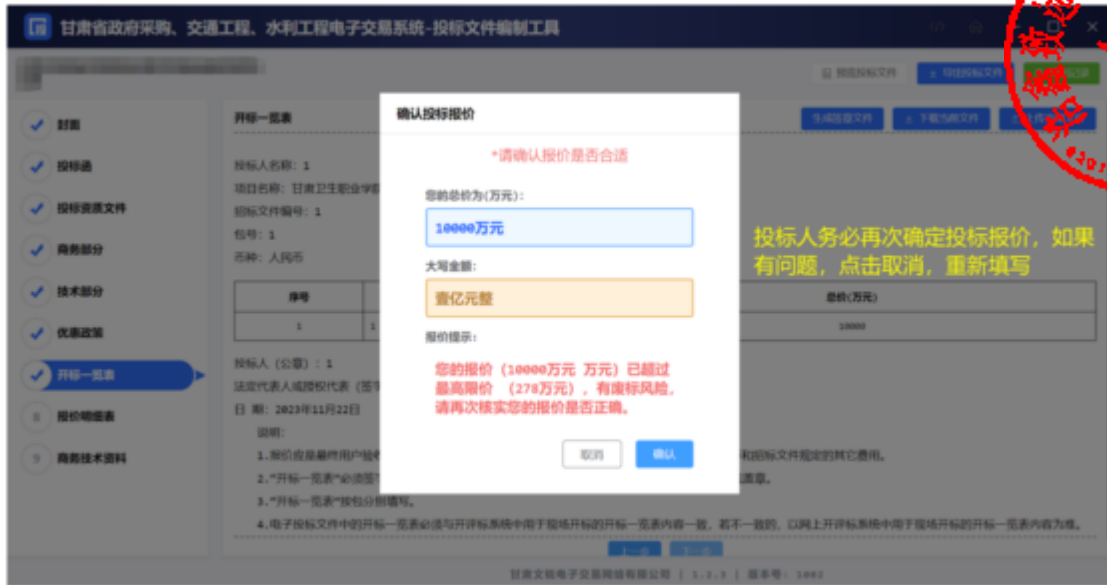 甘肃省政府采购、交通工程、水利工程电子交易系统-投标文件编制工具
预览投标文件
导出投标文件
封面
投标函
投标资质文件
商务部分
技术部分
优惠政策
开标一览表
8 报价明细表
9 商务技术资料
开标一览表
生成签章文件
下载当前文件
投标人名称: 1
项目名称: 甘肃卫生职业学院
招标文件编号: 1
包号: 1
币种: 人民币
序号
总价(万元)
1
1
10000
投标人 (公章) : 1
法定代表人或授权代表 (签字
日 期: 2023年11月22日
说明:
1.报价应是最终用户验收
和招标文件规定的其它费用。
2."开标一览表"必须签字
盖章。
3."开标一览表"按包分别填写。
4.电子投标文件中的开标一览表必须与开评标系统中用于现场开标的开标一览表内容一致, 若不一致的, 以网上开评标系统中用于现场开标的开标一览表内容为准。
上一步
下一步
确认投标报价
*请确认报价是否合适
您的总价为(万元):
10000万元
大写金额:
壹亿元整
报价提示:
您的报价 (10000万元 万元) 已超过
最高限价 (278万元) , 有废标风险,
请再次核实您的报价是否正确。
取消
确认
投标人务必再次确定投标报价, 如果
有问题, 点击取消, 重新填写
甘肃文锐电子交易网络有限公司 | 1.2.3 | 版本号: 1002